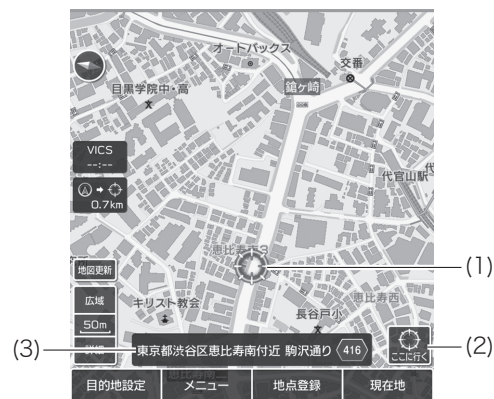 オートバックス
交番
鎗ヶ崎
目黒学院中・高
VICS
--:--
代官山駅
0.7km
恵比寿南3
(1)
地図更新
広域
キリスト教会
恵比寿西
50m
長谷戸小
(3)
東京都渋谷区恵比寿南付近 駒沢通り 416
ここに行く
(2)
詳細
目的地設定
メニュー
地点登録
現在地